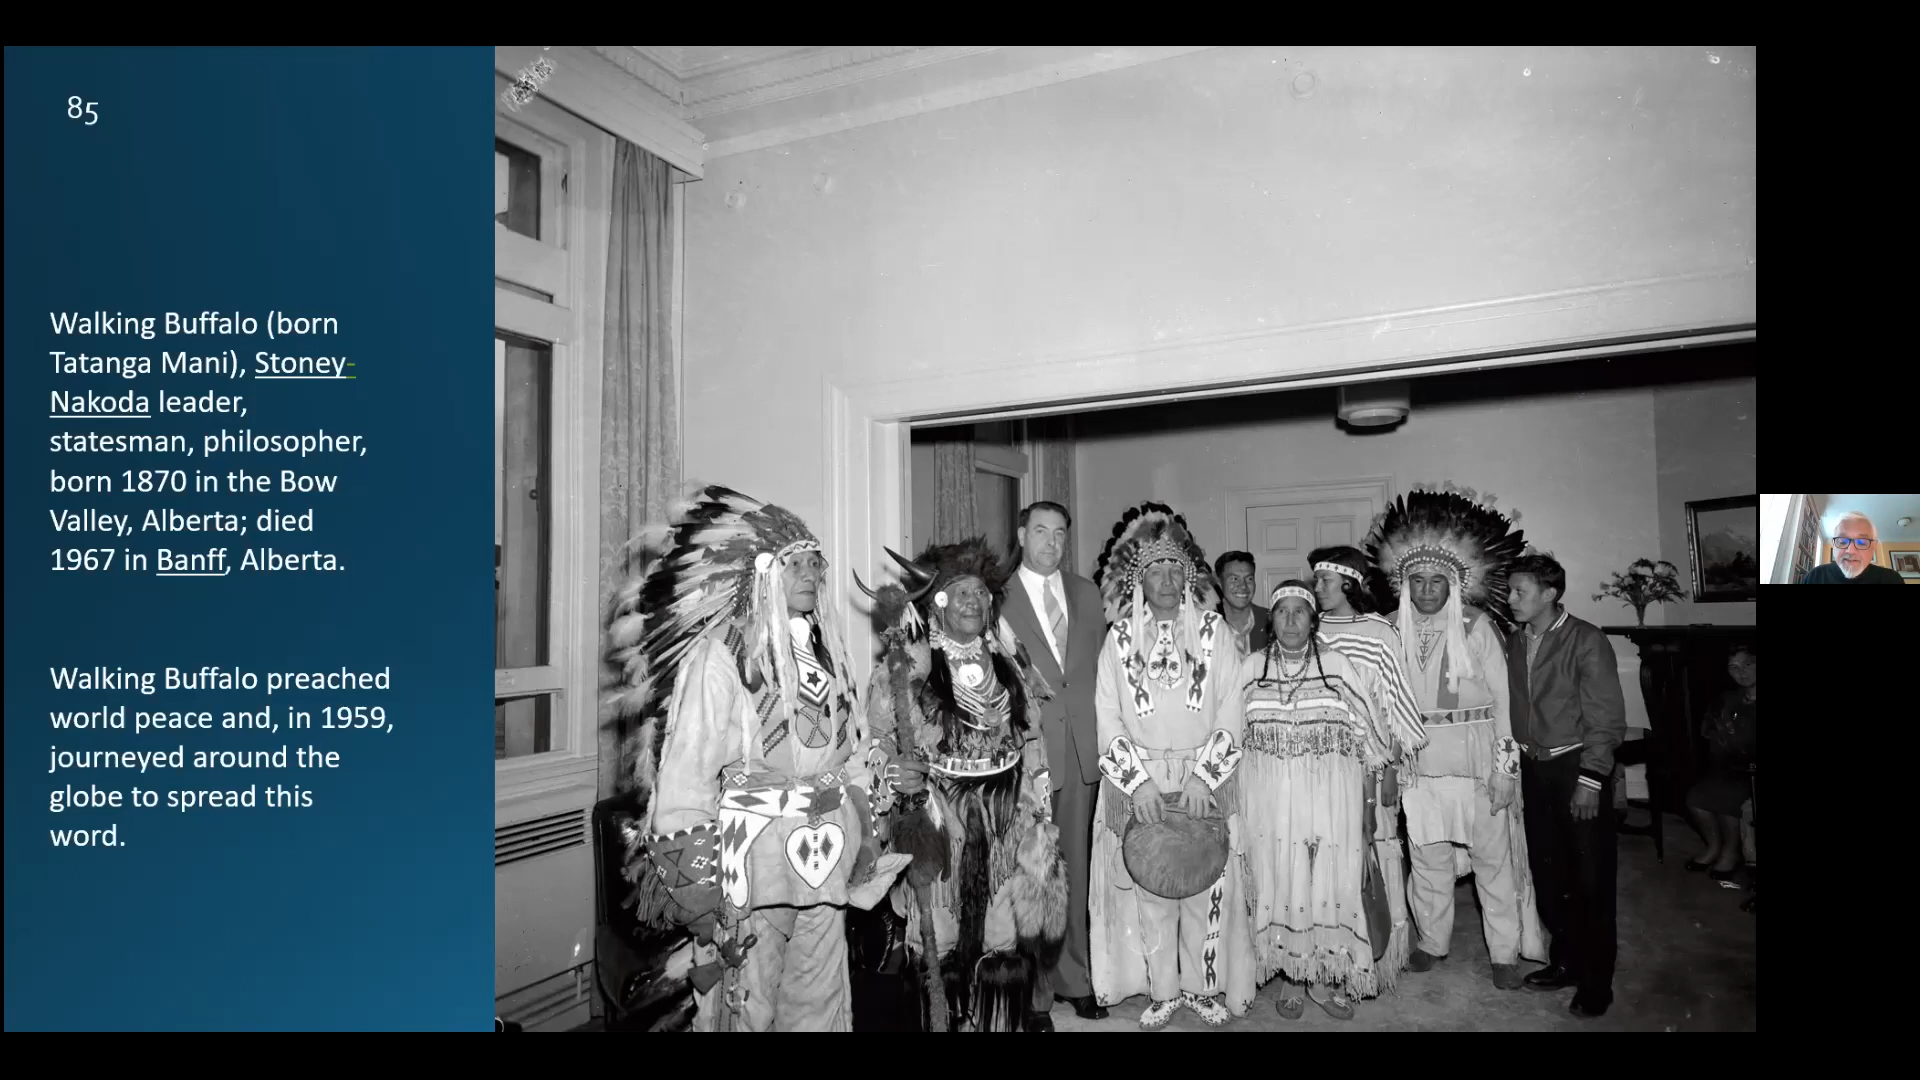 85
Walking Buffalo (born
Tatanga Mani), Stoney-
Nakoda leader,
statesman, philosopher,
born 1870 in the Bow
Valley, Alberta; died
1967 in Banff, Alberta.
Walking Buffalo preached
world peace and, in 1959,
journeyed around the
globe to spread this
word.